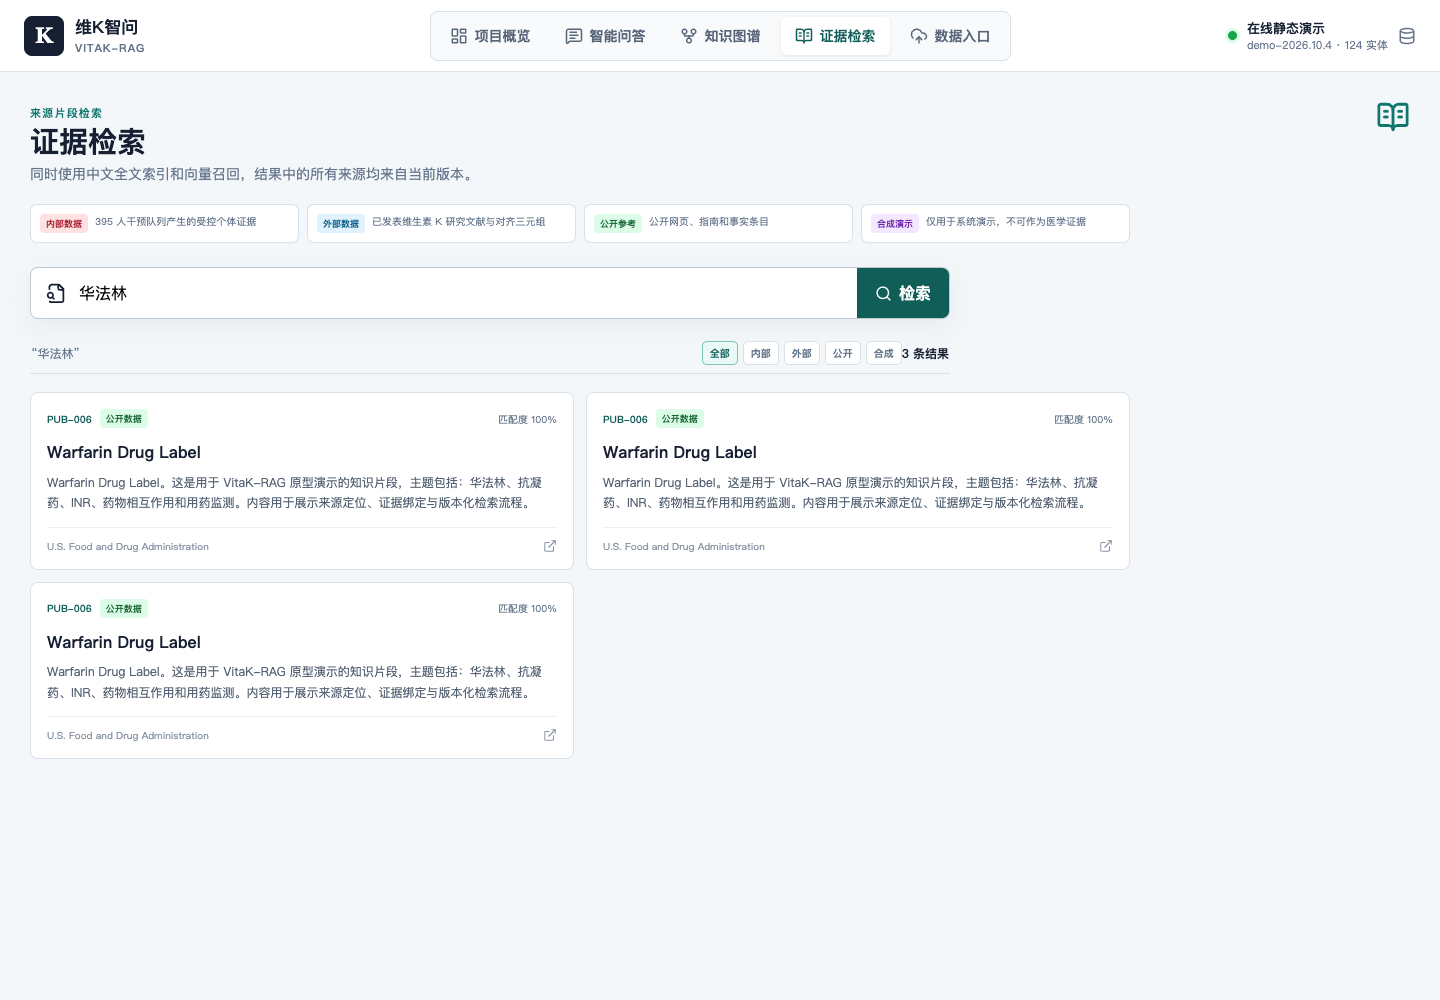 K
维K智问
VITAK-RAG
项目概览
智能问答
知识图谱
证据检索
数据入口
在线静态演示
demo-2026.10.4 · 124 实体
来源片段检索
证据检索
同时使用中文全文索引和向量召回，结果中的所有来源均来自当前版本。
内部数据 395 人干预队列产生的受控个体证据
外部数据 已发表维生素 K 研究文献与对齐三元组
公开参考 公开网页、指南和事实条目
合成演示 仅用于系统演示，不可作为医学证据
华法林
检索
“华法林”
全部 内部 外部 公开 合成 3 条结果
PUB-006 公开数据 匹配度 100%
Warfarin Drug Label
Warfarin Drug Label。这是用于 VitaK-RAG 原型演示的知识片段，主题包括：华法林、抗凝
药、INR、药物相互作用和用药监测。内容用于展示来源定位、证据绑定与版本化检索流程。
U.S. Food and Drug Administration
PUB-006 公开数据 匹配度 100%
Warfarin Drug Label
Warfarin Drug Label。这是用于 VitaK-RAG 原型演示的知识片段，主题包括：华法林、抗凝
药、INR、药物相互作用和用药监测。内容用于展示来源定位、证据绑定与版本化检索流程。
U.S. Food and Drug Administration
PUB-006 公开数据 匹配度 100%
Warfarin Drug Label
Warfarin Drug Label。这是用于 VitaK-RAG 原型演示的知识片段，主题包括：华法林、抗凝
药、INR、药物相互作用和用药监测。内容用于展示来源定位、证据绑定与版本化检索流程。
U.S. Food and Drug Administration